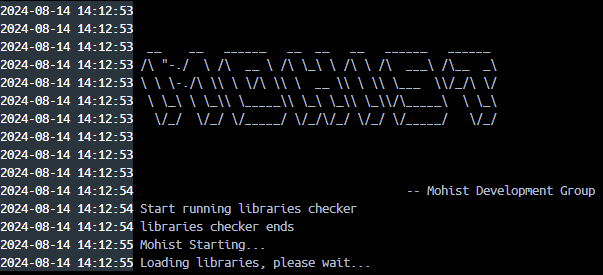 2024-08-14 14:12:53
2024-08-14 14:12:53
2024-08-14 14:12:53  __    __   ______   __  __   __   ______   ______
2024-08-14 14:12:53 /\ "-./  \ /\  __ \ /\ \_\ \ /\ \ /\  ___\ /\__  _\
2024-08-14 14:12:53 \ \ \-./\ \\ \ \/\ \\ \  __ \\ \ \\ \___  \\/_/\ \/
2024-08-14 14:12:53  \ \_\ \ \_\\ \_____\\ \_\ \_\\ \_\\/\_____\  \ \_\
2024-08-14 14:12:53   \/_/  \/_/ \/_____/ \/_/\/_/ \/_/ \/_____/   \/_/
2024-08-14 14:12:53
2024-08-14 14:12:53
2024-08-14 14:12:54 -- Mohist Development Group
2024-08-14 14:12:54 Start running libraries checker
2024-08-14 14:12:54 libraries checker ends
2024-08-14 14:12:55 Mohist Starting...
2024-08-14 14:12:55 Loading libraries, please wait...